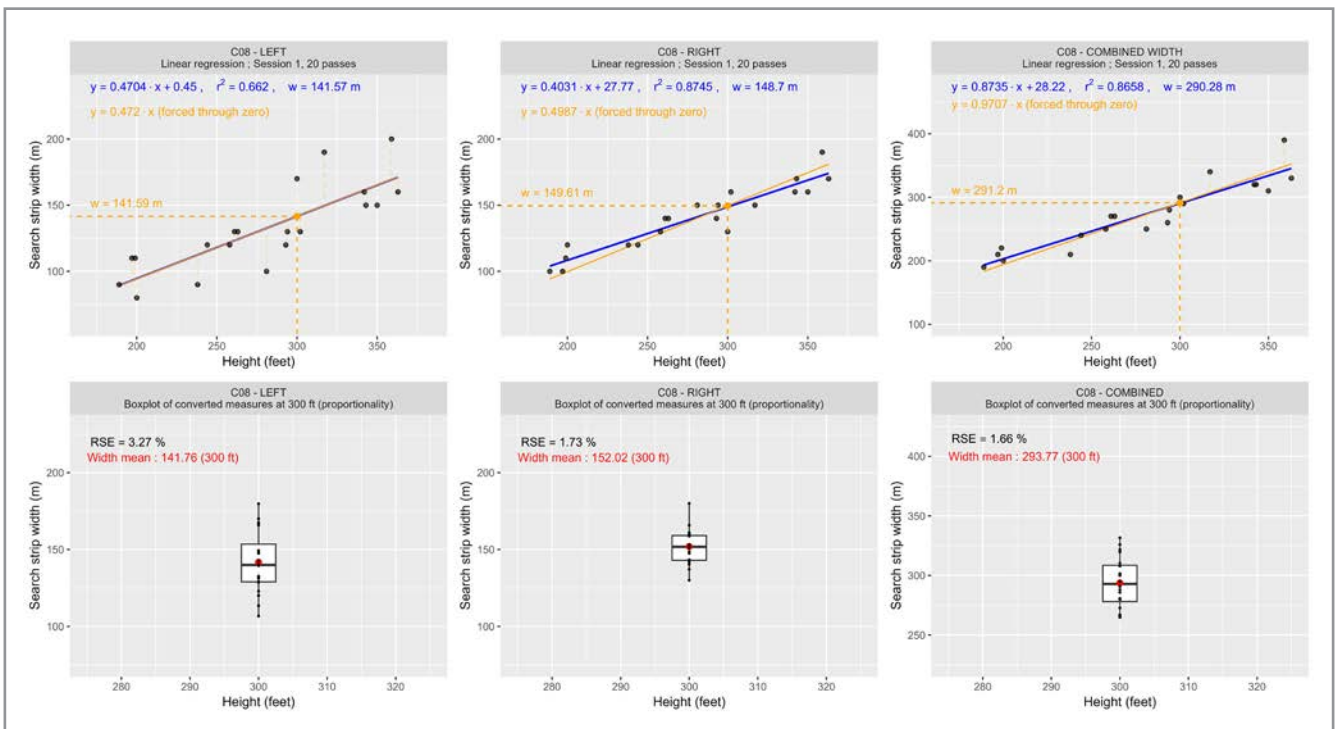 C08 - LEFT
Linear regression ; Session 1, 20 passes
y = 0.4704 · x + 0.45 , r² = 0.662 , w = 141.57 m
y = 0.472 · x (forced through zero)
w = 141.59 m
Search strip width (m)
200
150
100
200 250 300 350
Height (feet)
C08 - RIGHT
Linear regression ; Session 1, 20 passes
y = 0.4031 · x + 27.77 , r² = 0.8745 , w = 148.7 m
y = 0.4987 · x (forced through zero)
w = 149.61 m
Search strip width (m)
200
150
100
200 250 300 350
Height (feet)
C08 - COMBINED WIDTH
Linear regression ; Session 1, 20 passes
y = 0.8735 · x + 28.22 , r² = 0.8658 , w = 290.28 m
y = 0.9707 · x (forced through zero)
w = 291.2 m
Search strip width (m)
400
300
200
100
200 250 300 350
Height (feet)
C08 - LEFT
Boxplot of converted measures at 300 ft (proportionality)
RSE = 3.27 %
Width mean : 141.76 (300 ft)
Search strip width (m)
200
150
100
280 290 300 310 320
Height (feet)
C08 - RIGHT
Boxplot of converted measures at 300 ft (proportionality)
RSE = 1.73 %
Width mean : 152.02 (300 ft)
Search strip width (m)
200
150
100
280 290 300 310 320
Height (feet)
C08 - COMBINED
Boxplot of converted measures at 300 ft (proportionality)
RSE = 1.66 %
Width mean : 293.77 (300 ft)
Search strip width (m)
400
350
300
250
280 290 300 310 320
Height (feet)